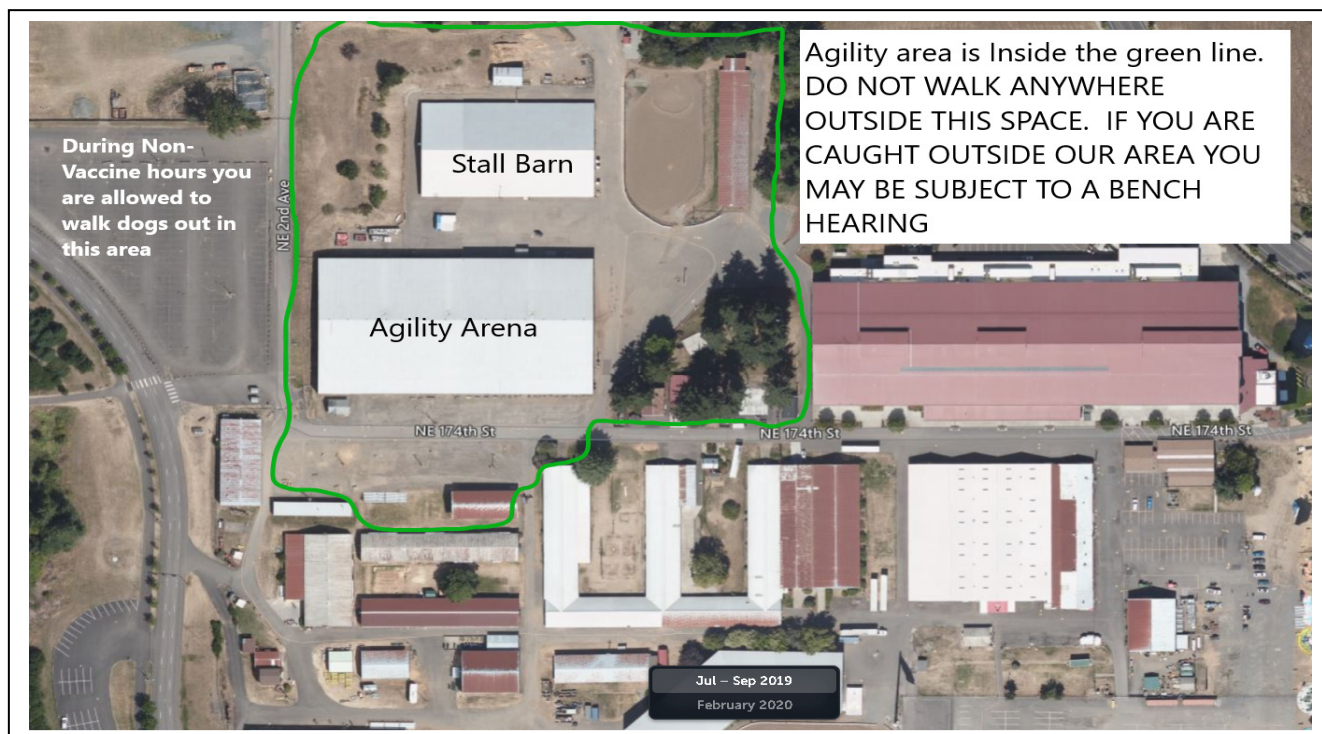 Agility area is Inside the green line.
DO NOT WALK ANYWHERE
OUTSIDE THIS SPACE.  IF YOU ARE
CAUGHT OUTSIDE OUR AREA YOU
MAY BE SUBJECT TO A BENCH
HEARING
During Non-
Vaccine hours you
are allowed to
walk dogs out in
this area
Stall Barn
NE 2nd Ave
Agility Arena
NE 174th St
NE 174th St
NE 174th St
Jul – Sep 2019
February 2020